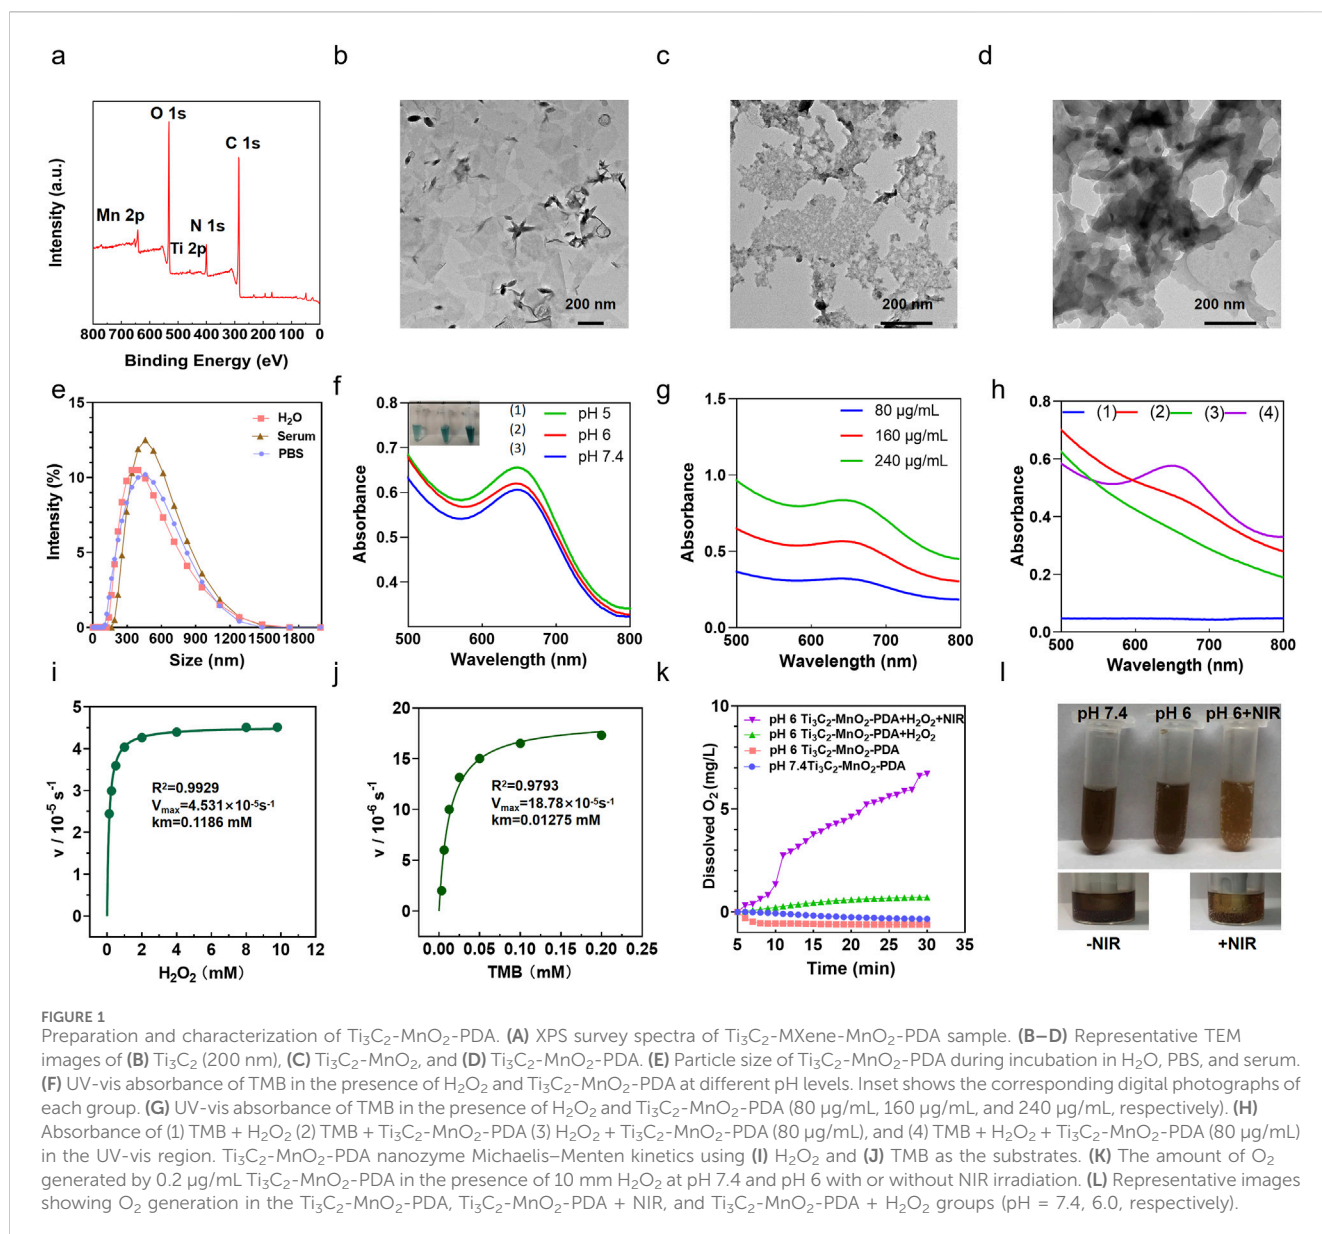 a
O 1s
C 1s
Mn 2p
N 1s
Ti 2p
Intensity (a.u.)
800 700 600 500 400 300 200 100 0
Binding Energy (eV)
b
200 nm
c
200 nm
d
200 nm
e
15
10
5
0
Intensity (%)
H₂O
Serum
PBS
0 300 600 900 1200 1500 1800
Size (nm)
f
0.8
0.7
0.6
0.5
0.4
Absorbance
(1) pH 5
(2) pH 6
(3) pH 7.4
500 600 700 800
Wavelength (nm)
g
1.5
1.0
0.5
0.0
Absorbance
80 µg/mL
160 µg/mL
240 µg/mL
500 600 700 800
Wavelength (nm)
h
0.8
0.6
0.4
0.2
0.0
Absorbance
(1) (2) (3) (4)
500 600 700 800
Wavelength (nm)
i
5
4
3
2
1
0
v / 10⁻⁵ s⁻¹
R²=0.9929
Vmax=4.531×10⁻⁵s⁻¹
km=0.1186 mM
0 2 4 6 8 10 12
H₂O₂ (mM)
j
20
15
10
5
0
v / 10⁻⁶ s⁻¹
R²=0.9793
Vmax=18.78×10⁻⁵s⁻¹
km=0.01275 mM
0.00 0.05 0.10 0.15 0.20 0.25
TMB (mM)
k
10
5
0
Dissolved O₂ (mg/L)
pH 6 Ti₃C₂-MnO₂-PDA+H₂O₂+NIR
pH 6 Ti₃C₂-MnO₂-PDA+H₂O₂
pH 6 Ti₃C₂-MnO₂-PDA
pH 7.4Ti₃C₂-MnO₂-PDA
5 10 15 20 25 30 35
Time (min)
l
pH 7.4 pH 6 pH 6+NIR
-NIR +NIR
FIGURE 1
Preparation and characterization of Ti₃C₂-MnO₂-PDA. (A) XPS survey spectra of Ti₃C₂-MXene-MnO₂-PDA sample. (B–D) Representative TEM
images of (B) Ti₃C₂ (200 nm), (C) Ti₃C₂-MnO₂, and (D) Ti₃C₂-MnO₂-PDA. (E) Particle size of Ti₃C₂-MnO₂-PDA during incubation in H₂O, PBS, and serum.
(F) UV-vis absorbance of TMB in the presence of H₂O₂ and Ti₃C₂-MnO₂-PDA at different pH levels. Inset shows the corresponding digital photographs of
each group. (G) UV-vis absorbance of TMB in the presence of H₂O₂ and Ti₃C₂-MnO₂-PDA (80 µg/mL, 160 µg/mL, and 240 µg/mL, respectively). (H)
Absorbance of (1) TMB + H₂O₂ (2) TMB + Ti₃C₂-MnO₂-PDA (3) H₂O₂ + Ti₃C₂-MnO₂-PDA (80 µg/mL), and (4) TMB + H₂O₂ + Ti₃C₂-MnO₂-PDA (80 µg/mL)
in the UV-vis region. Ti₃C₂-MnO₂-PDA nanozyme Michaelis–Menten kinetics using (I) H₂O₂ and (J) TMB as the substrates. (K) The amount of O₂
generated by 0.2 µg/mL Ti₃C₂-MnO₂-PDA in the presence of 10 mm H₂O₂ at pH 7.4 and pH 6 with or without NIR irradiation. (L) Representative images
showing O₂ generation in the Ti₃C₂-MnO₂-PDA, Ti₃C₂-MnO₂-PDA + NIR, and Ti₃C₂-MnO₂-PDA + H₂O₂ groups (pH = 7.4, 6.0, respectively).